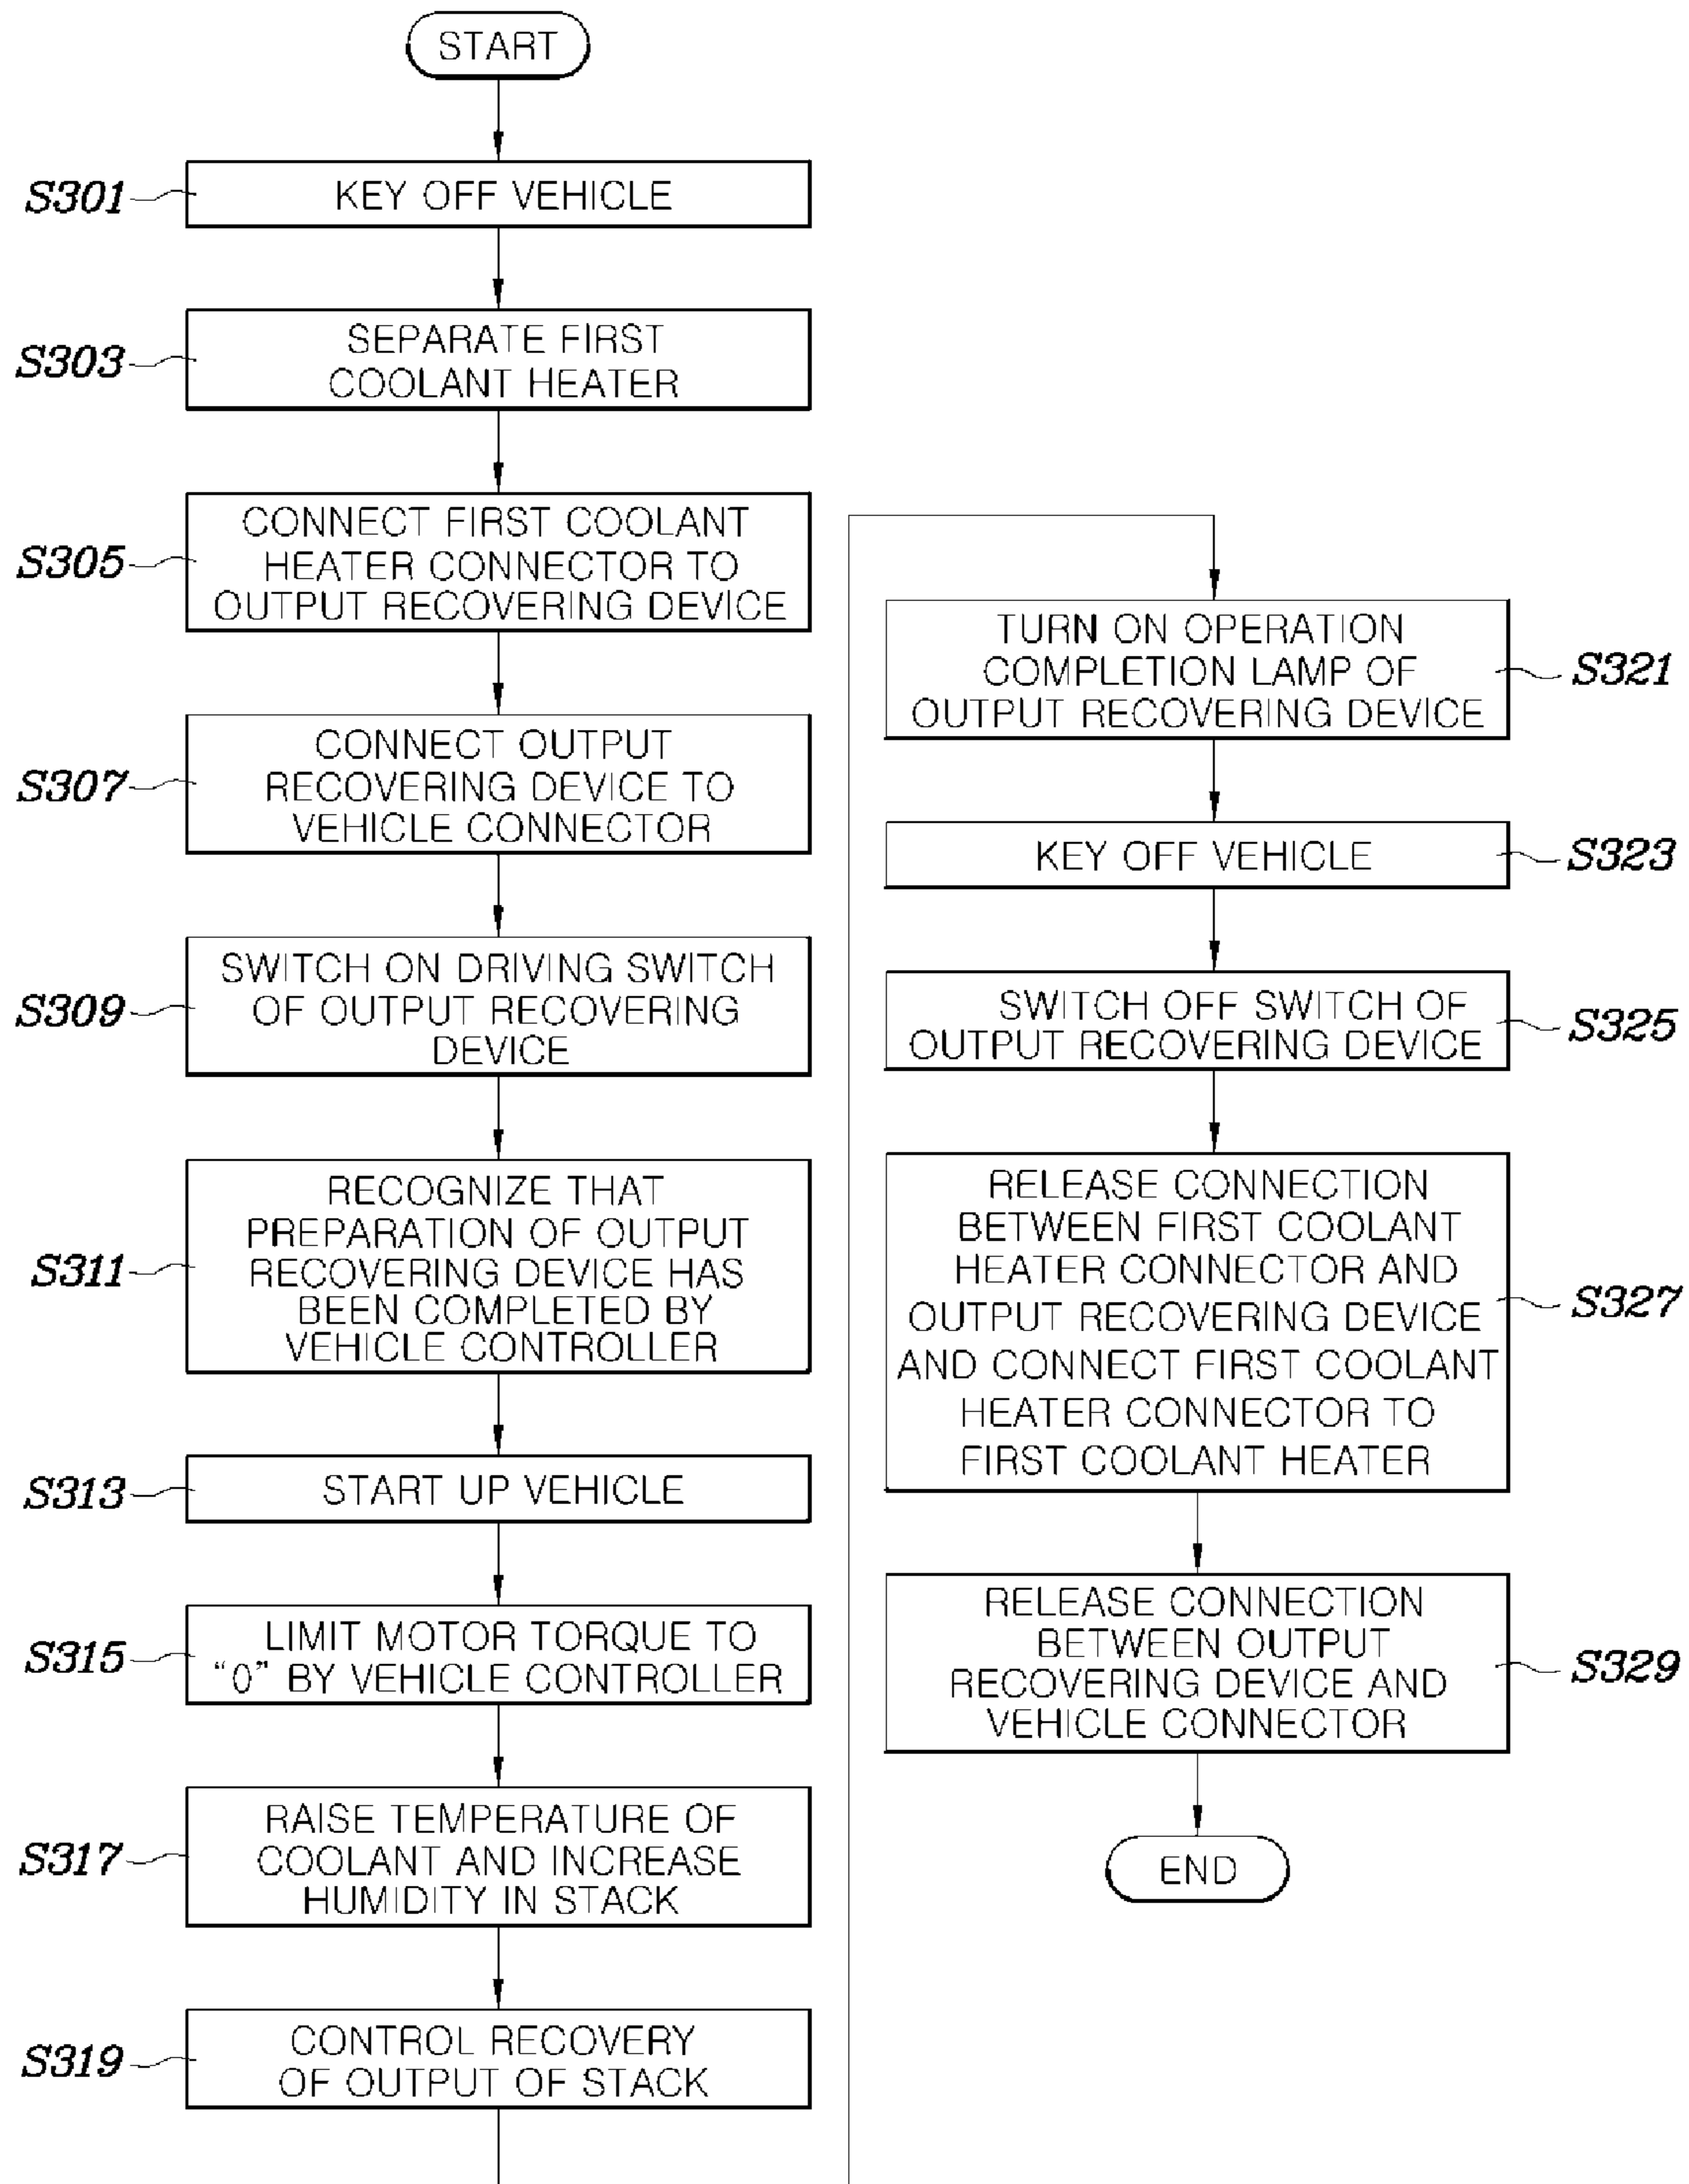 START
S301
KEY OFF VEHICLE
S303
SEPARATE FIRST
COOLANT HEATER
S305
CONNECT FIRST COOLANT
HEATER CONNECTOR TO
OUTPUT RECOVERING DEVICE
S307
CONNECT OUTPUT
RECOVERING DEVICE TO
VEHICLE CONNECTOR
S309
SWITCH ON DRIVING SWITCH
OF OUTPUT RECOVERING
DEVICE
S311
RECOGNIZE THAT
PREPARATION OF OUTPUT
RECOVERING DEVICE HAS
BEEN COMPLETED BY
VEHICLE CONTROLLER
S313
START UP VEHICLE
S315
LIMIT MOTOR TORQUE TO
“0” BY VEHICLE CONTROLLER
S317
RAISE TEMPERATURE OF
COOLANT AND INCREASE
HUMIDITY IN STACK
S319
CONTROL RECOVERY
OF OUTPUT OF STACK
TURN ON OPERATION
COMPLETION LAMP OF
OUTPUT RECOVERING DEVICE
S321
KEY OFF VEHICLE
S323
SWITCH OFF SWITCH OF
OUTPUT RECOVERING DEVICE
S325
RELEASE CONNECTION
BETWEEN FIRST COOLANT
HEATER CONNECTOR AND
OUTPUT RECOVERING DEVICE
AND CONNECT FIRST COOLANT
HEATER CONNECTOR TO
FIRST COOLANT HEATER
S327
RELEASE CONNECTION
BETWEEN OUTPUT
RECOVERING DEVICE AND
VEHICLE CONNECTOR
S329
END